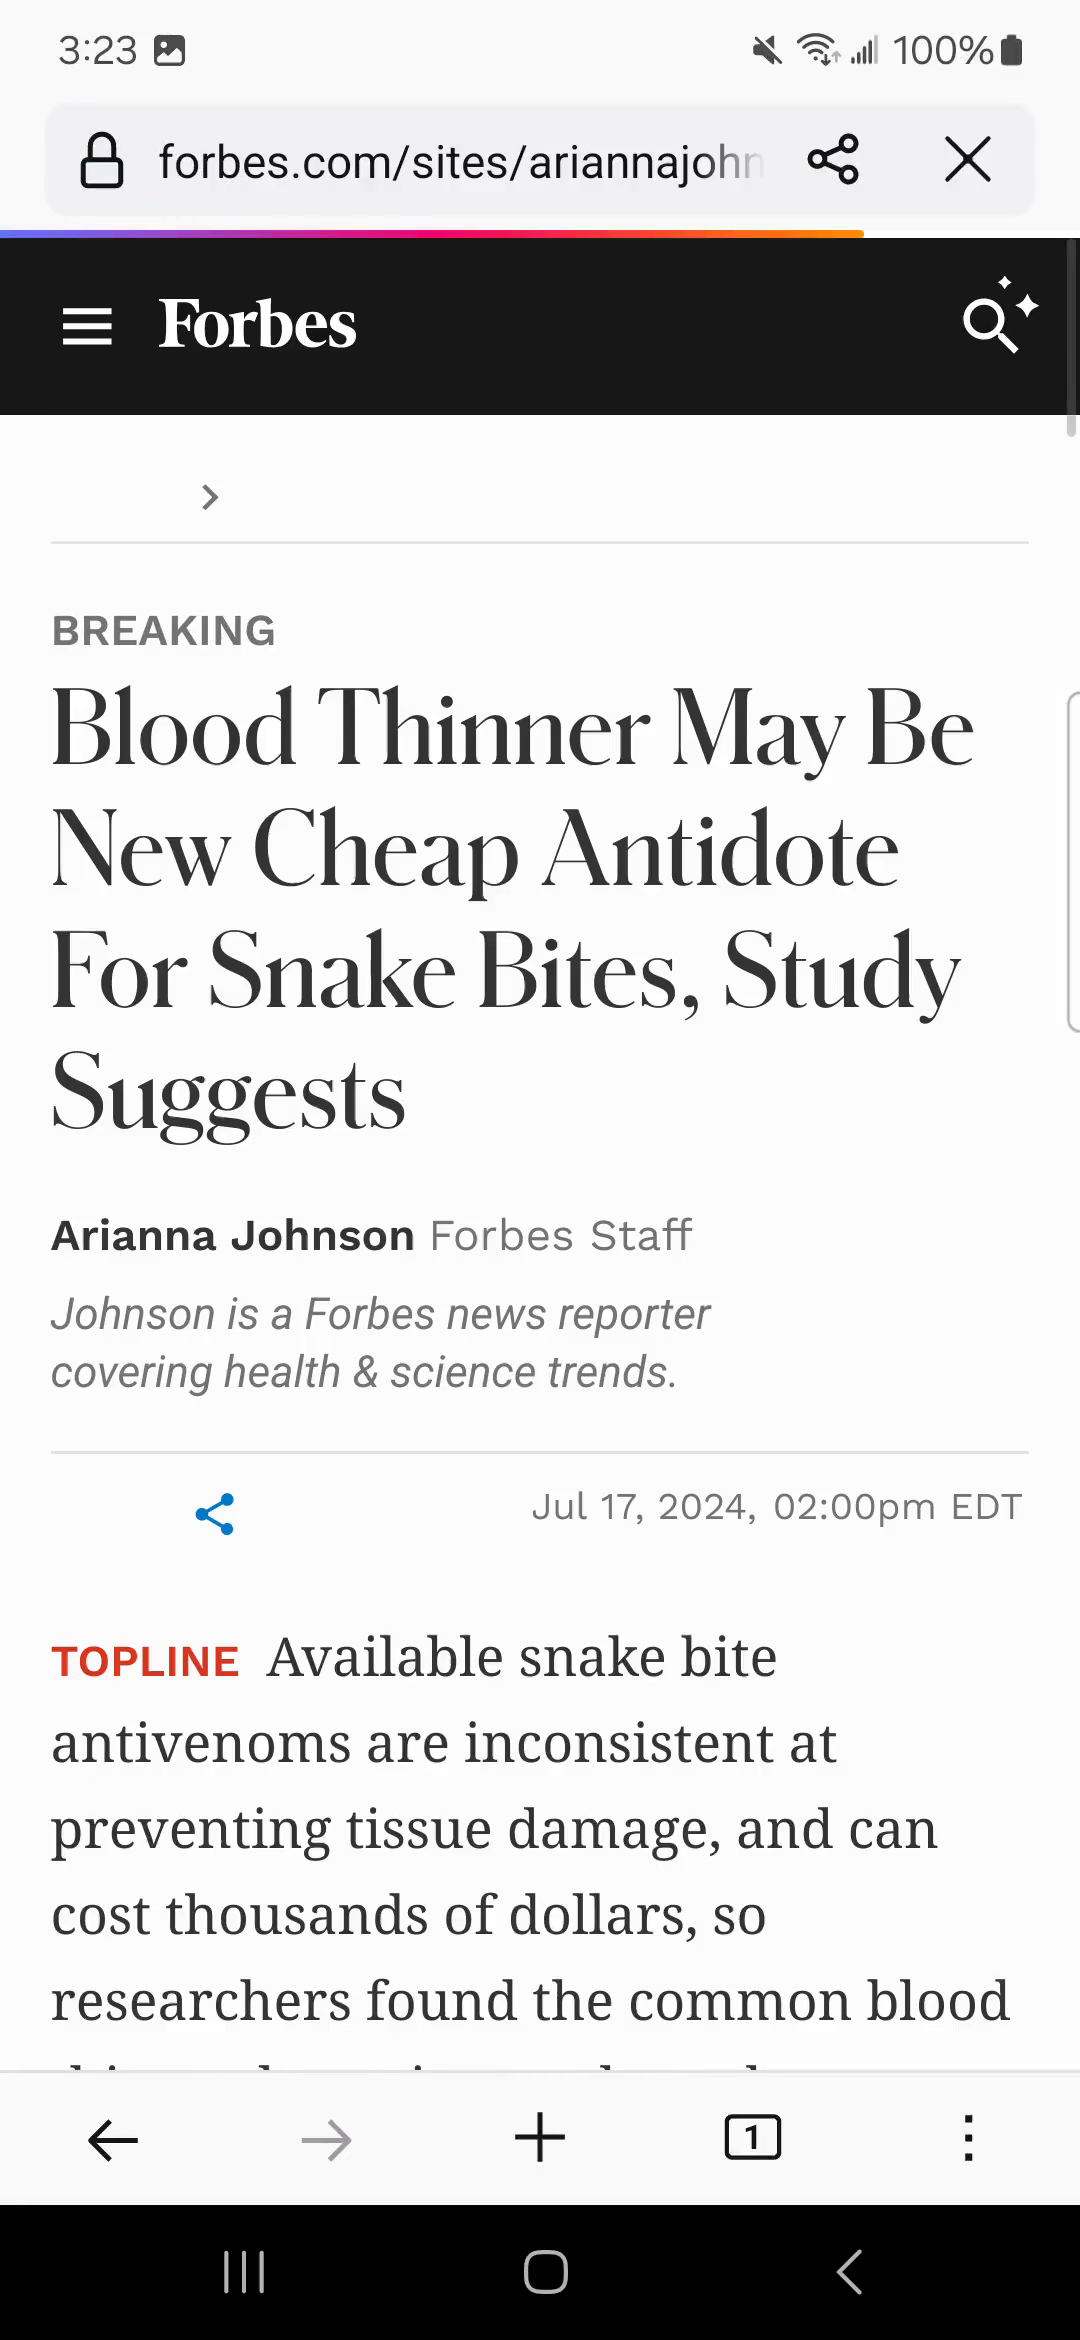 3:23
100%
forbes.com/sites/ariannajohn
Forbes
BREAKING
Blood Thinner May Be
New Cheap Antidote
For Snake Bites, Study
Suggests
Arianna Johnson Forbes Staff
Johnson is a Forbes news reporter
covering health & science trends.
Jul 17, 2024, 02:00pm EDT
TOPLINE Available snake bite
antivenoms are inconsistent at
preventing tissue damage, and can
cost thousands of dollars, so
researchers found the common blood
1